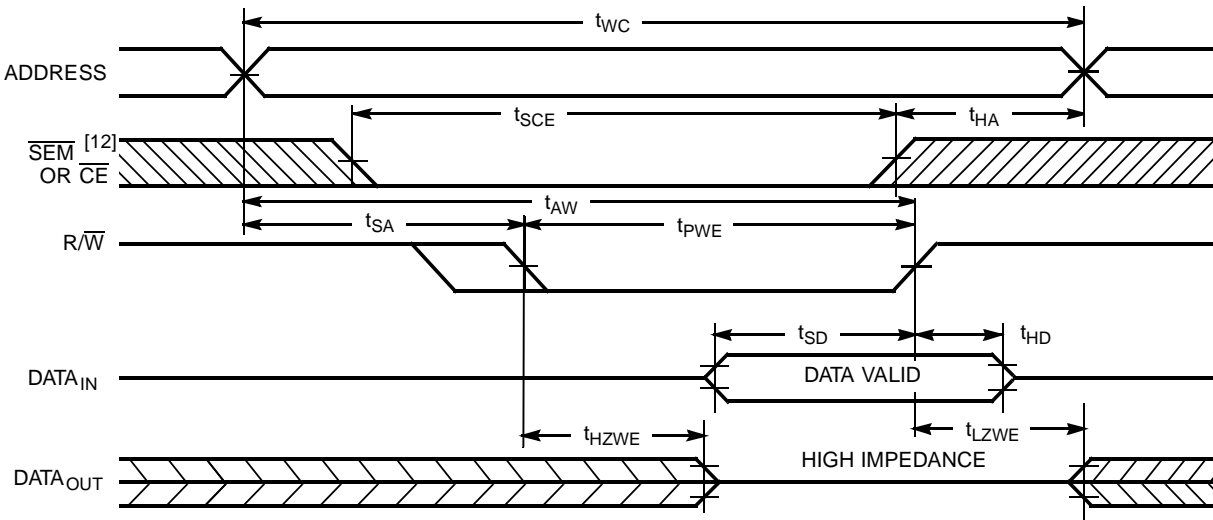 tWC
ADDRESS
tSCE
tHA
SEM [12]
OR CE
tAW
tSA
tPWE
R/W
tSD
tHD
DATAIN
DATA VALID
tHZWE
tLZWE
DATAOUT
HIGH IMPEDANCE